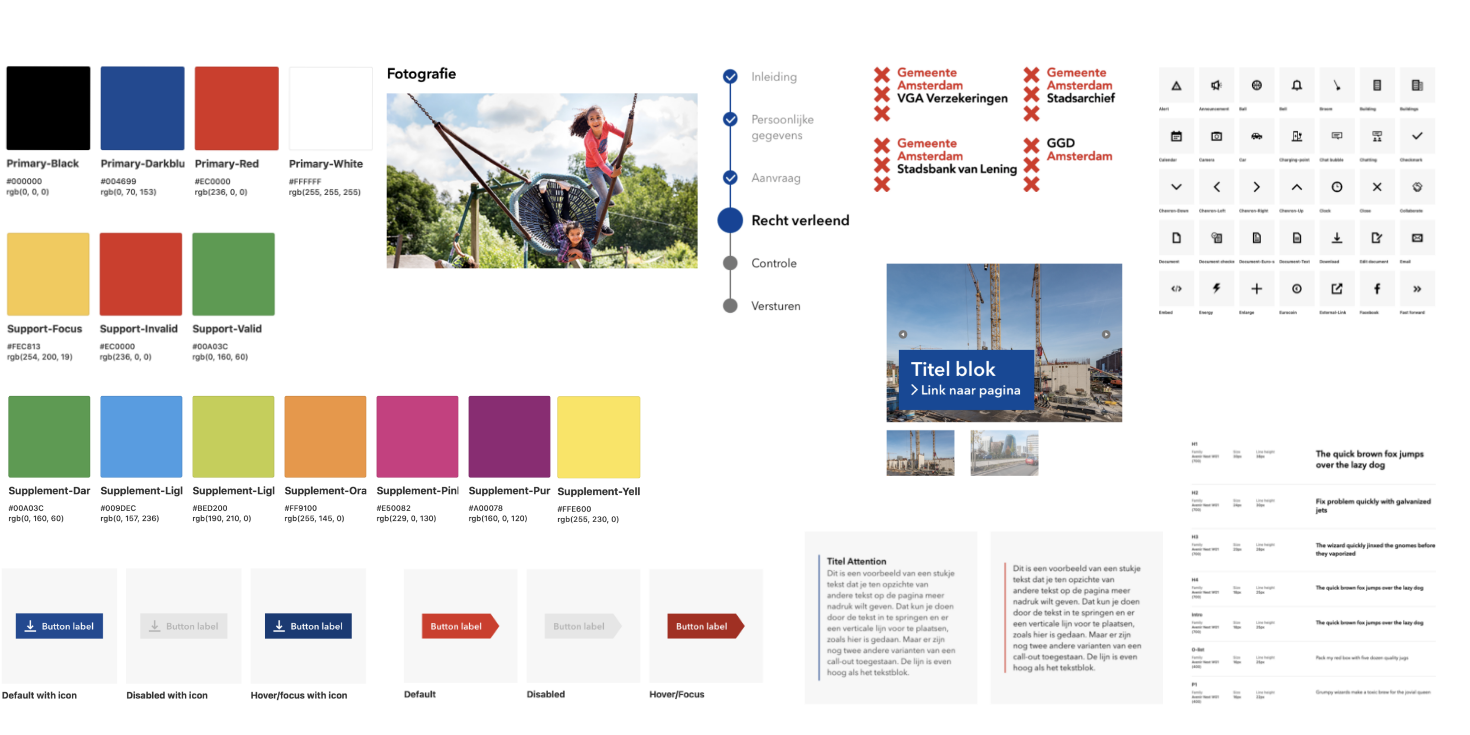 Primary-Black
#000000
rgb(0, 0, 0)
Primary-Darkblu
#004699
rgb(0, 70, 153)
Primary-Red
#EC0000
rgb(236, 0, 0)
Primary-White
#FFFFFF
rgb(255, 255, 255)
Support-Focus
#FEC813
rgb(254, 200, 19)
Support-Invalid
#EC0000
rgb(236, 0, 0)
Support-Valid
#00A03C
rgb(0, 160, 60)
Supplement-Dar
#00A03C
rgb(0, 160, 60)
Supplement-Ligl
#009DEC
rgb(0, 157, 236)
Supplement-Ligl
#BED200
rgb(190, 210, 0)
Supplement-Ora
#FF9100
rgb(255, 145, 0)
Supplement-Pinl
#E50082
rgb(229, 0, 130)
Supplement-Pur
#A00078
rgb(160, 0, 120)
Supplement-Yell
#FFE600
rgb(255, 230, 0)
Button label
Default with icon
Button label
Disabled with icon
Button label
Hover/focus with icon
Button label
Default
Button label
Disabled
Button label
Hover/Focus
Fotografie
Inleiding
Persoonlijke
gegevens
Aanvraag
Recht verleend
Controle
Versturen
Gemeente
Amsterdam
VGA Verzekeringen
Gemeente
Amsterdam
Stadsarchief
Gemeente
Amsterdam
Stadsbank van Lening
GGD
Amsterdam
Titel blok
Link naar pagina
Titel Attention
Dit is een voorbeeld van een stukje
tekst dat je ten opzichte van
andere tekst op de pagina meer
nadruk wilt geven. Dat kun je doen
door de tekst in te springen en er
een verticale lijn voor te plaatsen,
zoals hier is gedaan. Maar er zijn
nog twee andere varianten van een
call-out toegestaan. De lijn is even
hoog als het tekstblok.
Dit is een voorbeeld van een stukje
tekst dat je ten opzichte van
andere tekst op de pagina meer
nadruk wilt geven. Dat kun je doen
door de tekst in te springen en er
een verticale lijn voor te plaatsen,
zoals hier is gedaan. Maar er zijn
nog twee andere varianten van een
call-out toegestaan. De lijn is even
hoog als het tekstblok.
Alert
Announcement
Ball
Bell
Broom
Building
Buildings
Calendar
Camera
Car
Charging-point
Chat bubble
Chatting
Checkmark
Chevron-Down
Chevron-Left
Chevron-Right
Chevron-Up
Clock
Close
Collaborate
Document
Document-Text
Download
Edit-document
Email
Embed
Energy
Enlarge
Eurocoin
External-Link
Facebook
Fast forward
H1
The quick brown fox jumps
over the lazy dog
H2
Fix problem quickly with galvanized
jets
H3
The wizard quickly jinxed the gnomes before
they vaporized
H4
The quick brown fox jumps over the lazy dog
Intro
The quick brown fox jumps over the lazy dog
Pack my red box with five dozen quality jugs
P1
Grumpy wizards make a toxic brew for the jovial queen